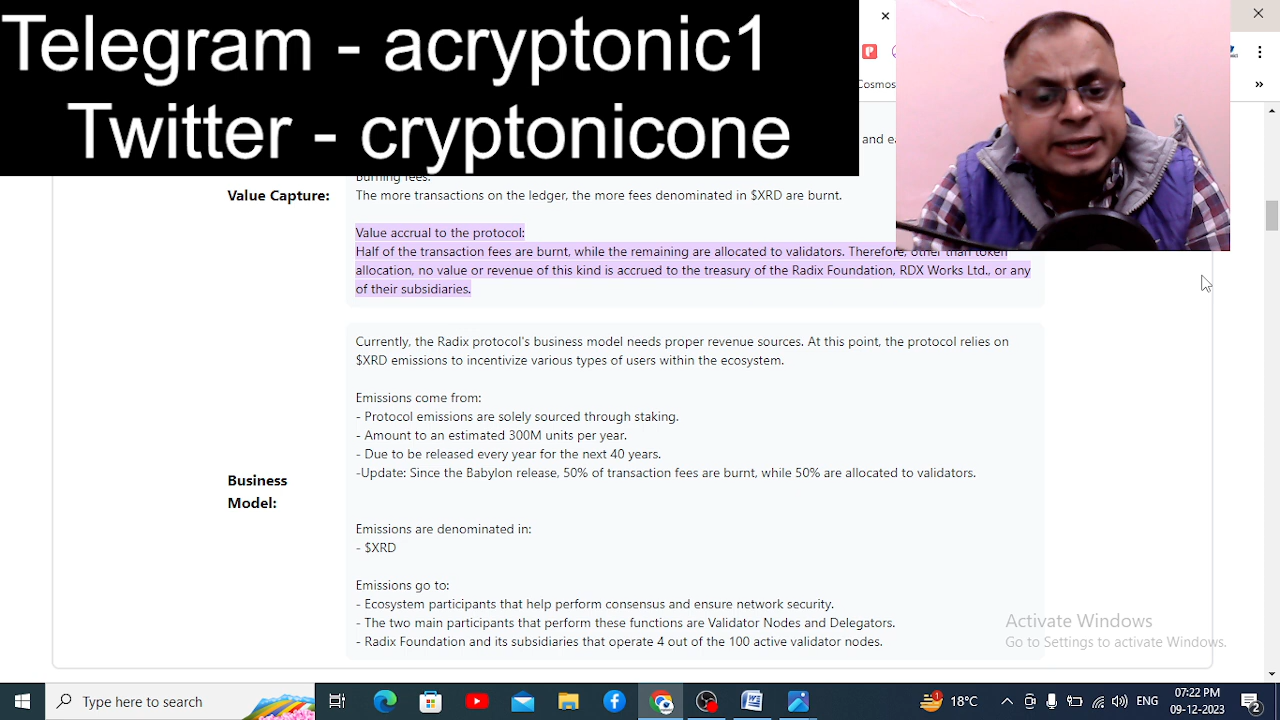 Telegram - acryptonic1
Twitter - cryptonicone
Cosmos
and e
Burning fees:
Value Capture:
The more transactions on the ledger, the more fees denominated in $XRD are burnt.
Value accrual to the protocol:
Half of the transaction fees are burnt, while the remaining are allocated to validators. Therefore, other than token
allocation, no value or revenue of this kind is accrued to the treasury of the Radix Foundation, RDX Works Ltd., or any
of their subsidiaries.
Currently, the Radix protocol's business model needs proper revenue sources. At this point, the protocol relies on
$XRD emissions to incentivize various types of users within the ecosystem.
Emissions come from:
- Protocol emissions are solely sourced through staking.
- Amount to an estimated 300M units per year.
- Due to be released every year for the next 40 years.
-Update: Since the Babylon release, 50% of transaction fees are burnt, while 50% are allocated to validators.
Business
Model:
Emissions are denominated in:
- $XRD
Emissions go to:
- Ecosystem participants that help perform consensus and ensure network security.
- The two main participants that perform these functions are Validator Nodes and Delegators.
- Radix Foundation and its subsidiaries that operate 4 out of the 100 active validator nodes.
Activate Windows
Go to Settings to activate Windows.
Type here to search
18°C
ENG
07:22 PM
09-12-2023
2